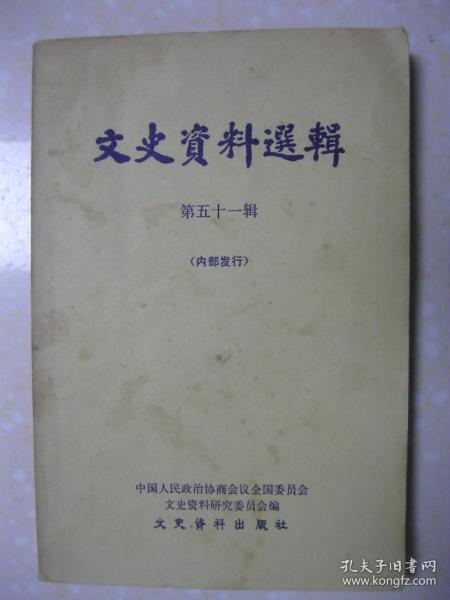 文史資料選輯
第五十一辑
（内部发行）
中国人民政治协商会议全国委员会
文史资料研究委员会编
文史资料出版社
孔夫子旧书网
www.kongfz.com